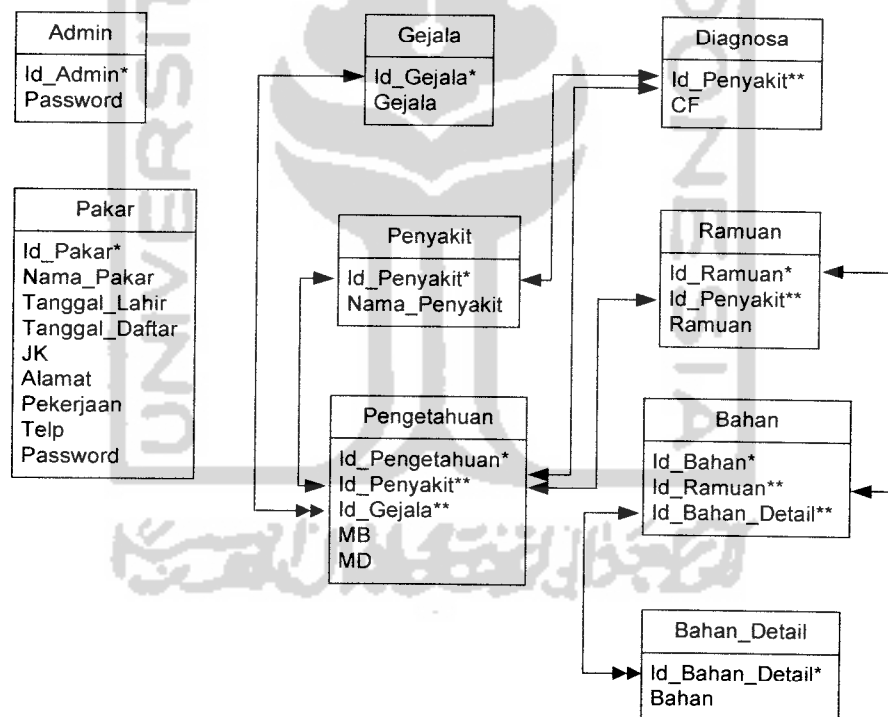 Admin
Id_Admin*
Password
Gejala
Id_Gejala*
Gejala
Diagnosa
Id_Penyakit**
CF
Pakar
Id_Pakar*
Nama_Pakar
Tanggal_Lahir
Tanggal_Daftar
JK
Alamat
Pekerjaan
Telp
Password
Penyakit
Id_Penyakit*
Nama_Penyakit
Ramuan
Id_Ramuan*
Id_Penyakit**
Ramuan
Pengetahuan
Id_Pengetahuan*
Id_Penyakit**
Id_Gejala**
MB
MD
Bahan
Id_Bahan*
Id_Ramuan**
Id_Bahan_Detail**
Bahan_Detail
Id_Bahan_Detail*
Bahan